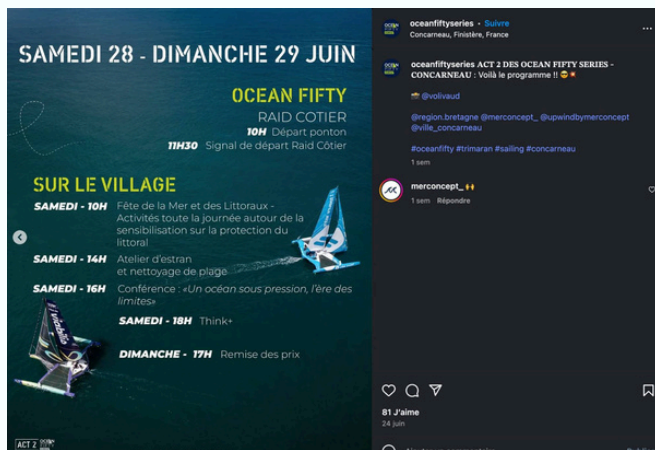 SAMEDI 28 - DIMANCHE 29 JUIN
OCEAN FIFTY
RAID COTIER
10H Départ ponton
11H30 Signal de départ Raid Côtier
SUR LE VILLAGE
SAMEDI - 10H Fête de la Mer et des Littoraux -
Activités toute la journée autour de la
sensibilisation sur la protection du
littoral
SAMEDI - 14H Atelier d'estran
et nettoyage de plage
SAMEDI - 16H Conférence : «Un océan sous pression, l'ère des
limites»
SAMEDI - 18H Think+
DIMANCHE - 17H Remise des prix
ACT 2
oceanfiftyseries • Suivre
Concarneau, Finistère, France
oceanfiftyseries ACT 2 DES OCEAN FIFTY SERIES -
CONCARNEAU : Voilà le programme !! 😎💥
📸 @volivaud
@region.bretagne @merconcept_ @upwindbymerconcept
@ville_concarneau
#oceanfifty #trimaran #sailing #concarneau
1 sem
merconcept_ 🙌
1 sem Répondre
81 J'aime
24 juin